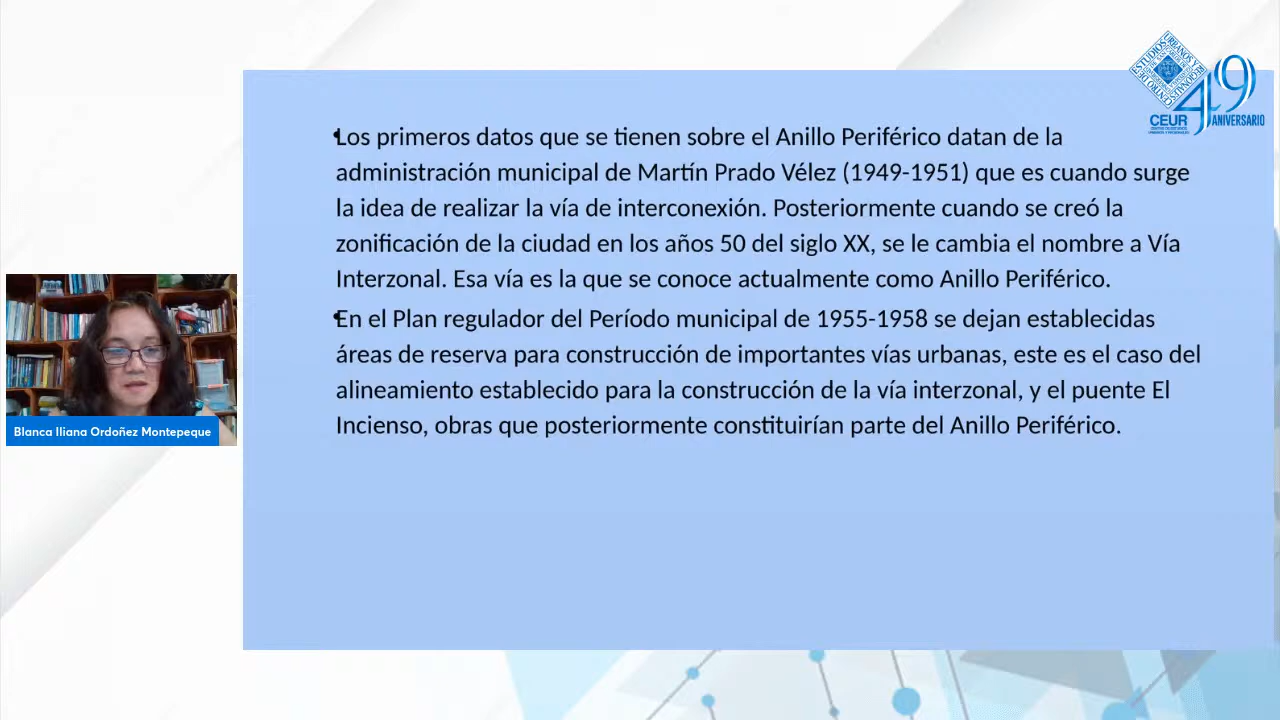 •Los primeros datos que se tienen sobre el Anillo Periférico datan de la
administración municipal de Martín Prado Vélez (1949-1951) que es cuando surge
la idea de realizar la vía de interconexión. Posteriormente cuando se creó la
zonificación de la ciudad en los años 50 del siglo XX, se le cambia el nombre a Vía
Interzonal. Esa vía es la que se conoce actualmente como Anillo Periférico.
•En el Plan regulador del Período municipal de 1955-1958 se dejan establecidas
áreas de reserva para construcción de importantes vías urbanas, este es el caso del
alineamiento establecido para la construcción de la vía interzonal, y el puente El
Incienso, obras que posteriormente constituirían parte del Anillo Periférico.
Blanca Iliana Ordoñez Montepeque
49
CEUR
ANIVERSARIO